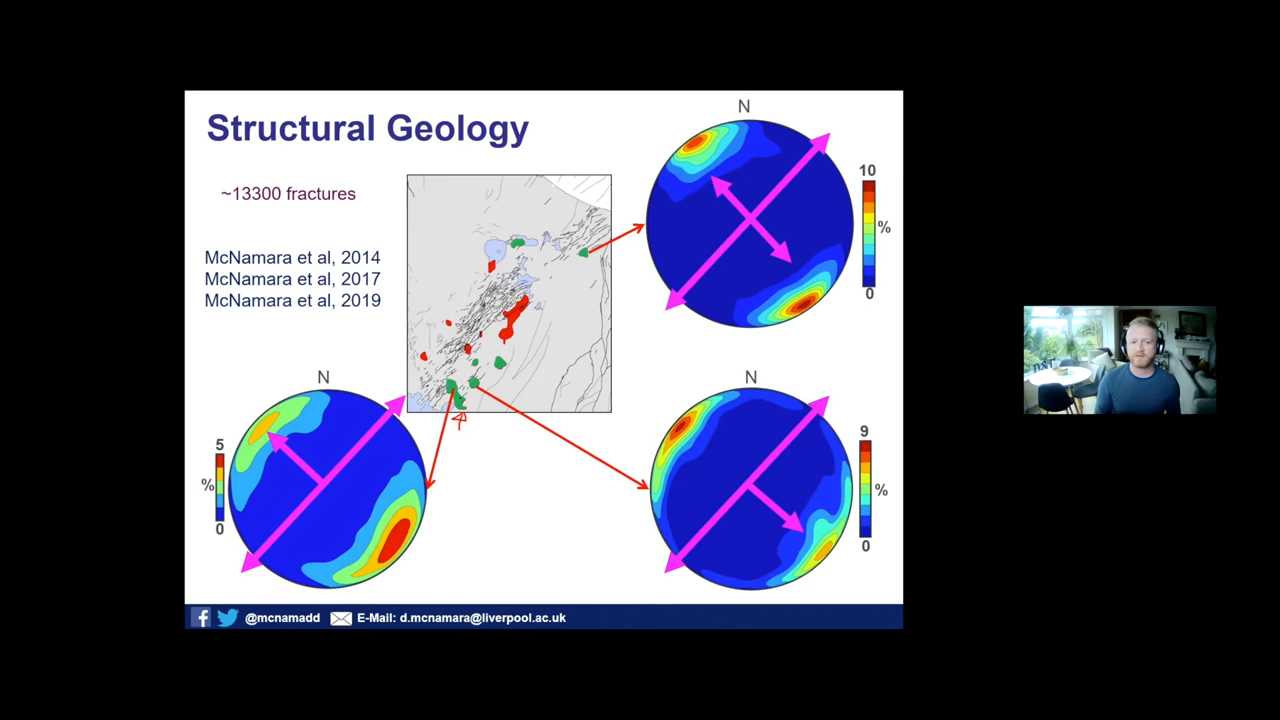 Structural Geology
~13300 fractures
McNamara et al, 2014
McNamara et al, 2017
McNamara et al, 2019
N
10
%
0
N
5
%
0
N
9
%
0
@mcnamadd
E-Mail: d.mcnamara@liverpool.ac.uk